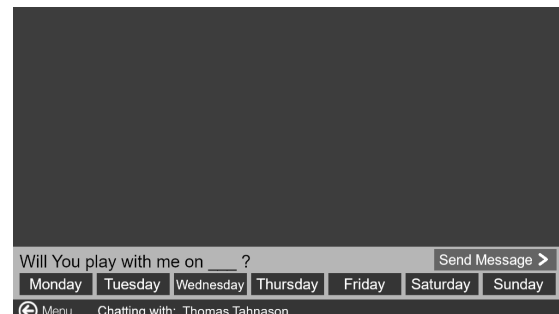 Will You play with me on ___ ? Send Message >
Monday Tuesday Wednesday Thursday Friday Saturday Sunday
Menu Chatting with: Thomas Tahnason